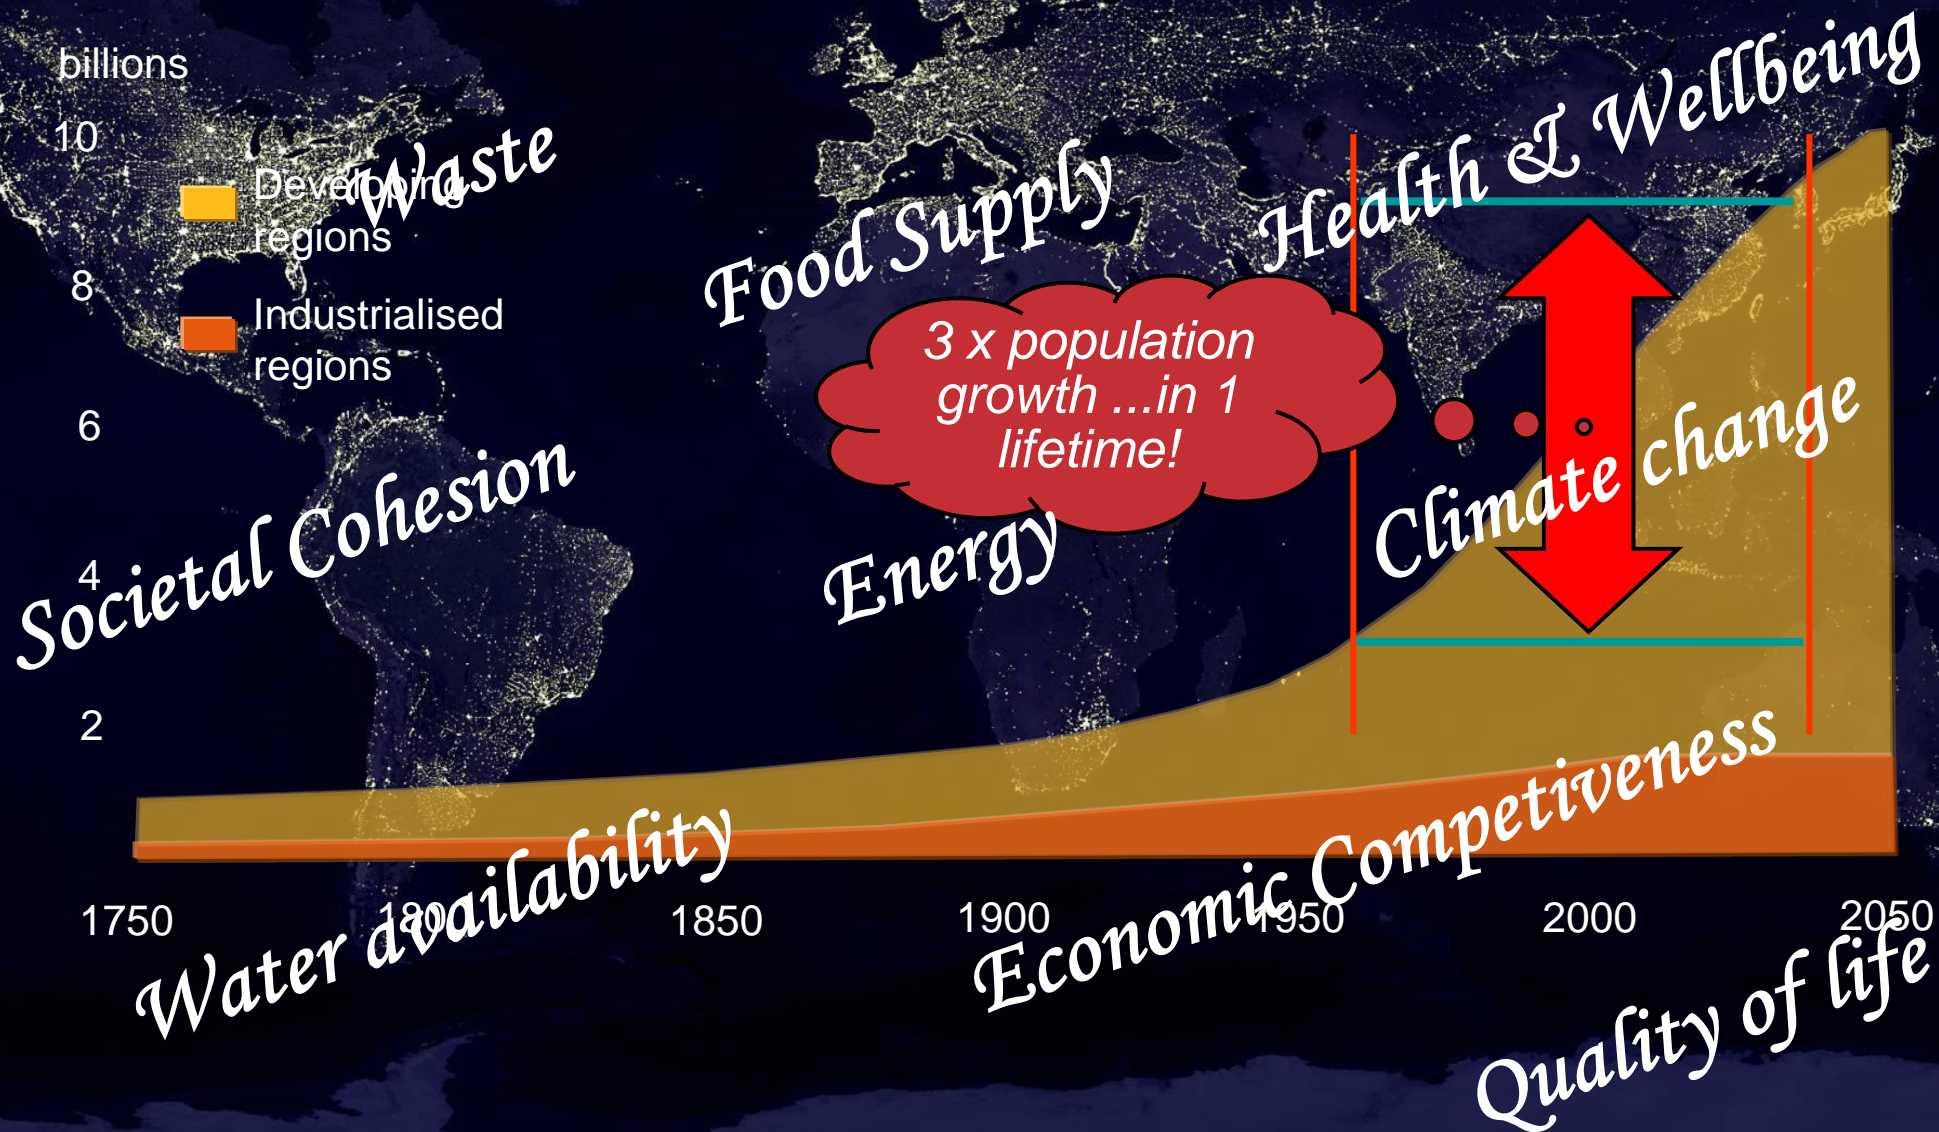 billions
10
8
6
4
2
Developing
regions
Industrialised
regions
Waste
Food Supply
Health & Wellbeing
3 x population
growth ...in 1
lifetime!
Societal Cohesion
Energy
Climate change
Water availability
Economic Competiveness
Quality of life
1750 1800 1850 1900 1950 2000 2050